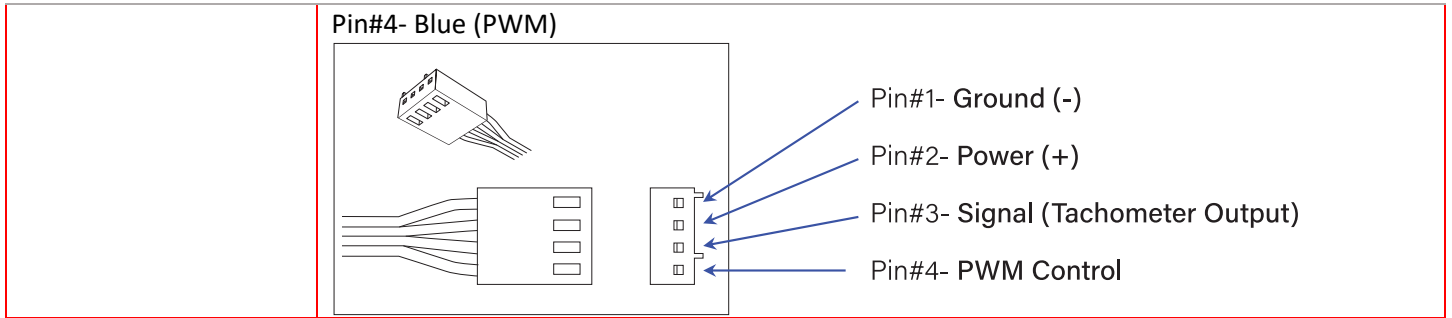 Pin#4- Blue (PWM)
Pin#1- Ground (-)
Pin#2- Power (+)
Pin#3- Signal (Tachometer Output)
Pin#4- PWM Control